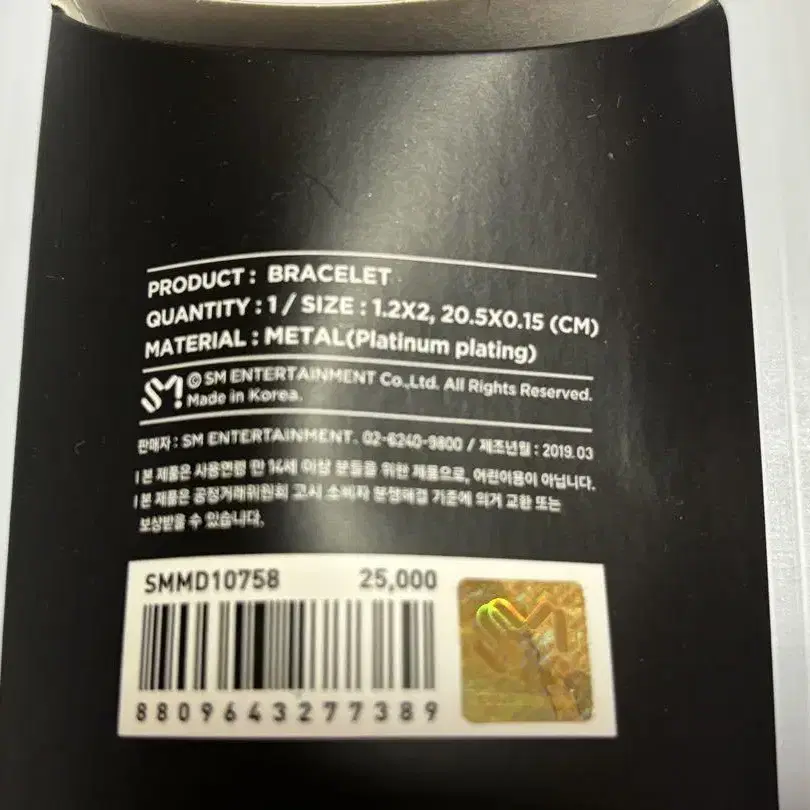 PRODUCT : BRACELET
QUANTITY : 1 / SIZE : 1.2X2, 20.5X0.15 (CM)
MATERIAL : METAL(Platinum plating)
SM! © SM ENTERTAINMENT Co.,Ltd. All Rights Reserved.
Made in Korea.
판매자 : SM ENTERTAINMENT. 02-6240-9800 / 제조년월 : 2019.03
| 본 제품은 사용연령 만 14세 이상 분들을 위한 제품으로, 어린이용이 아닙니다.
| 본 제품은 공정거래위원회 고시 소비자 분쟁해결 기준에 의거 교환 또는
보상받을 수 있습니다.
SMMD10758 25,000
8809643277389
SM